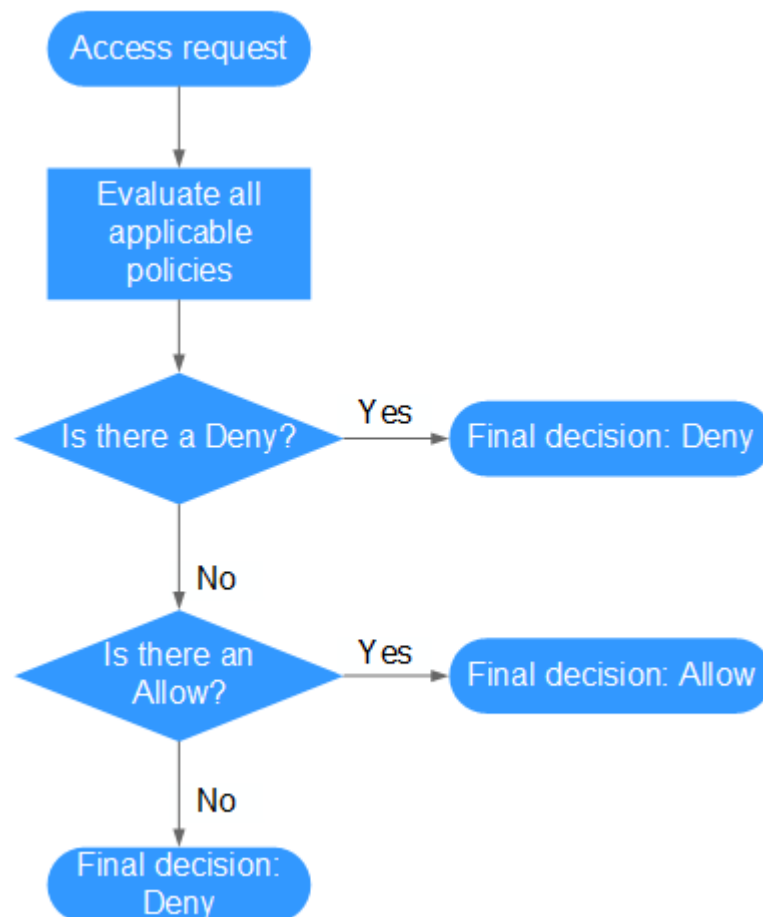 Access request
Evaluate all
applicable
policies
Is there a Deny?
Yes
Final decision: Deny
No
Is there an
Allow?
Yes
Final decision: Allow
No
Final decision:
Deny